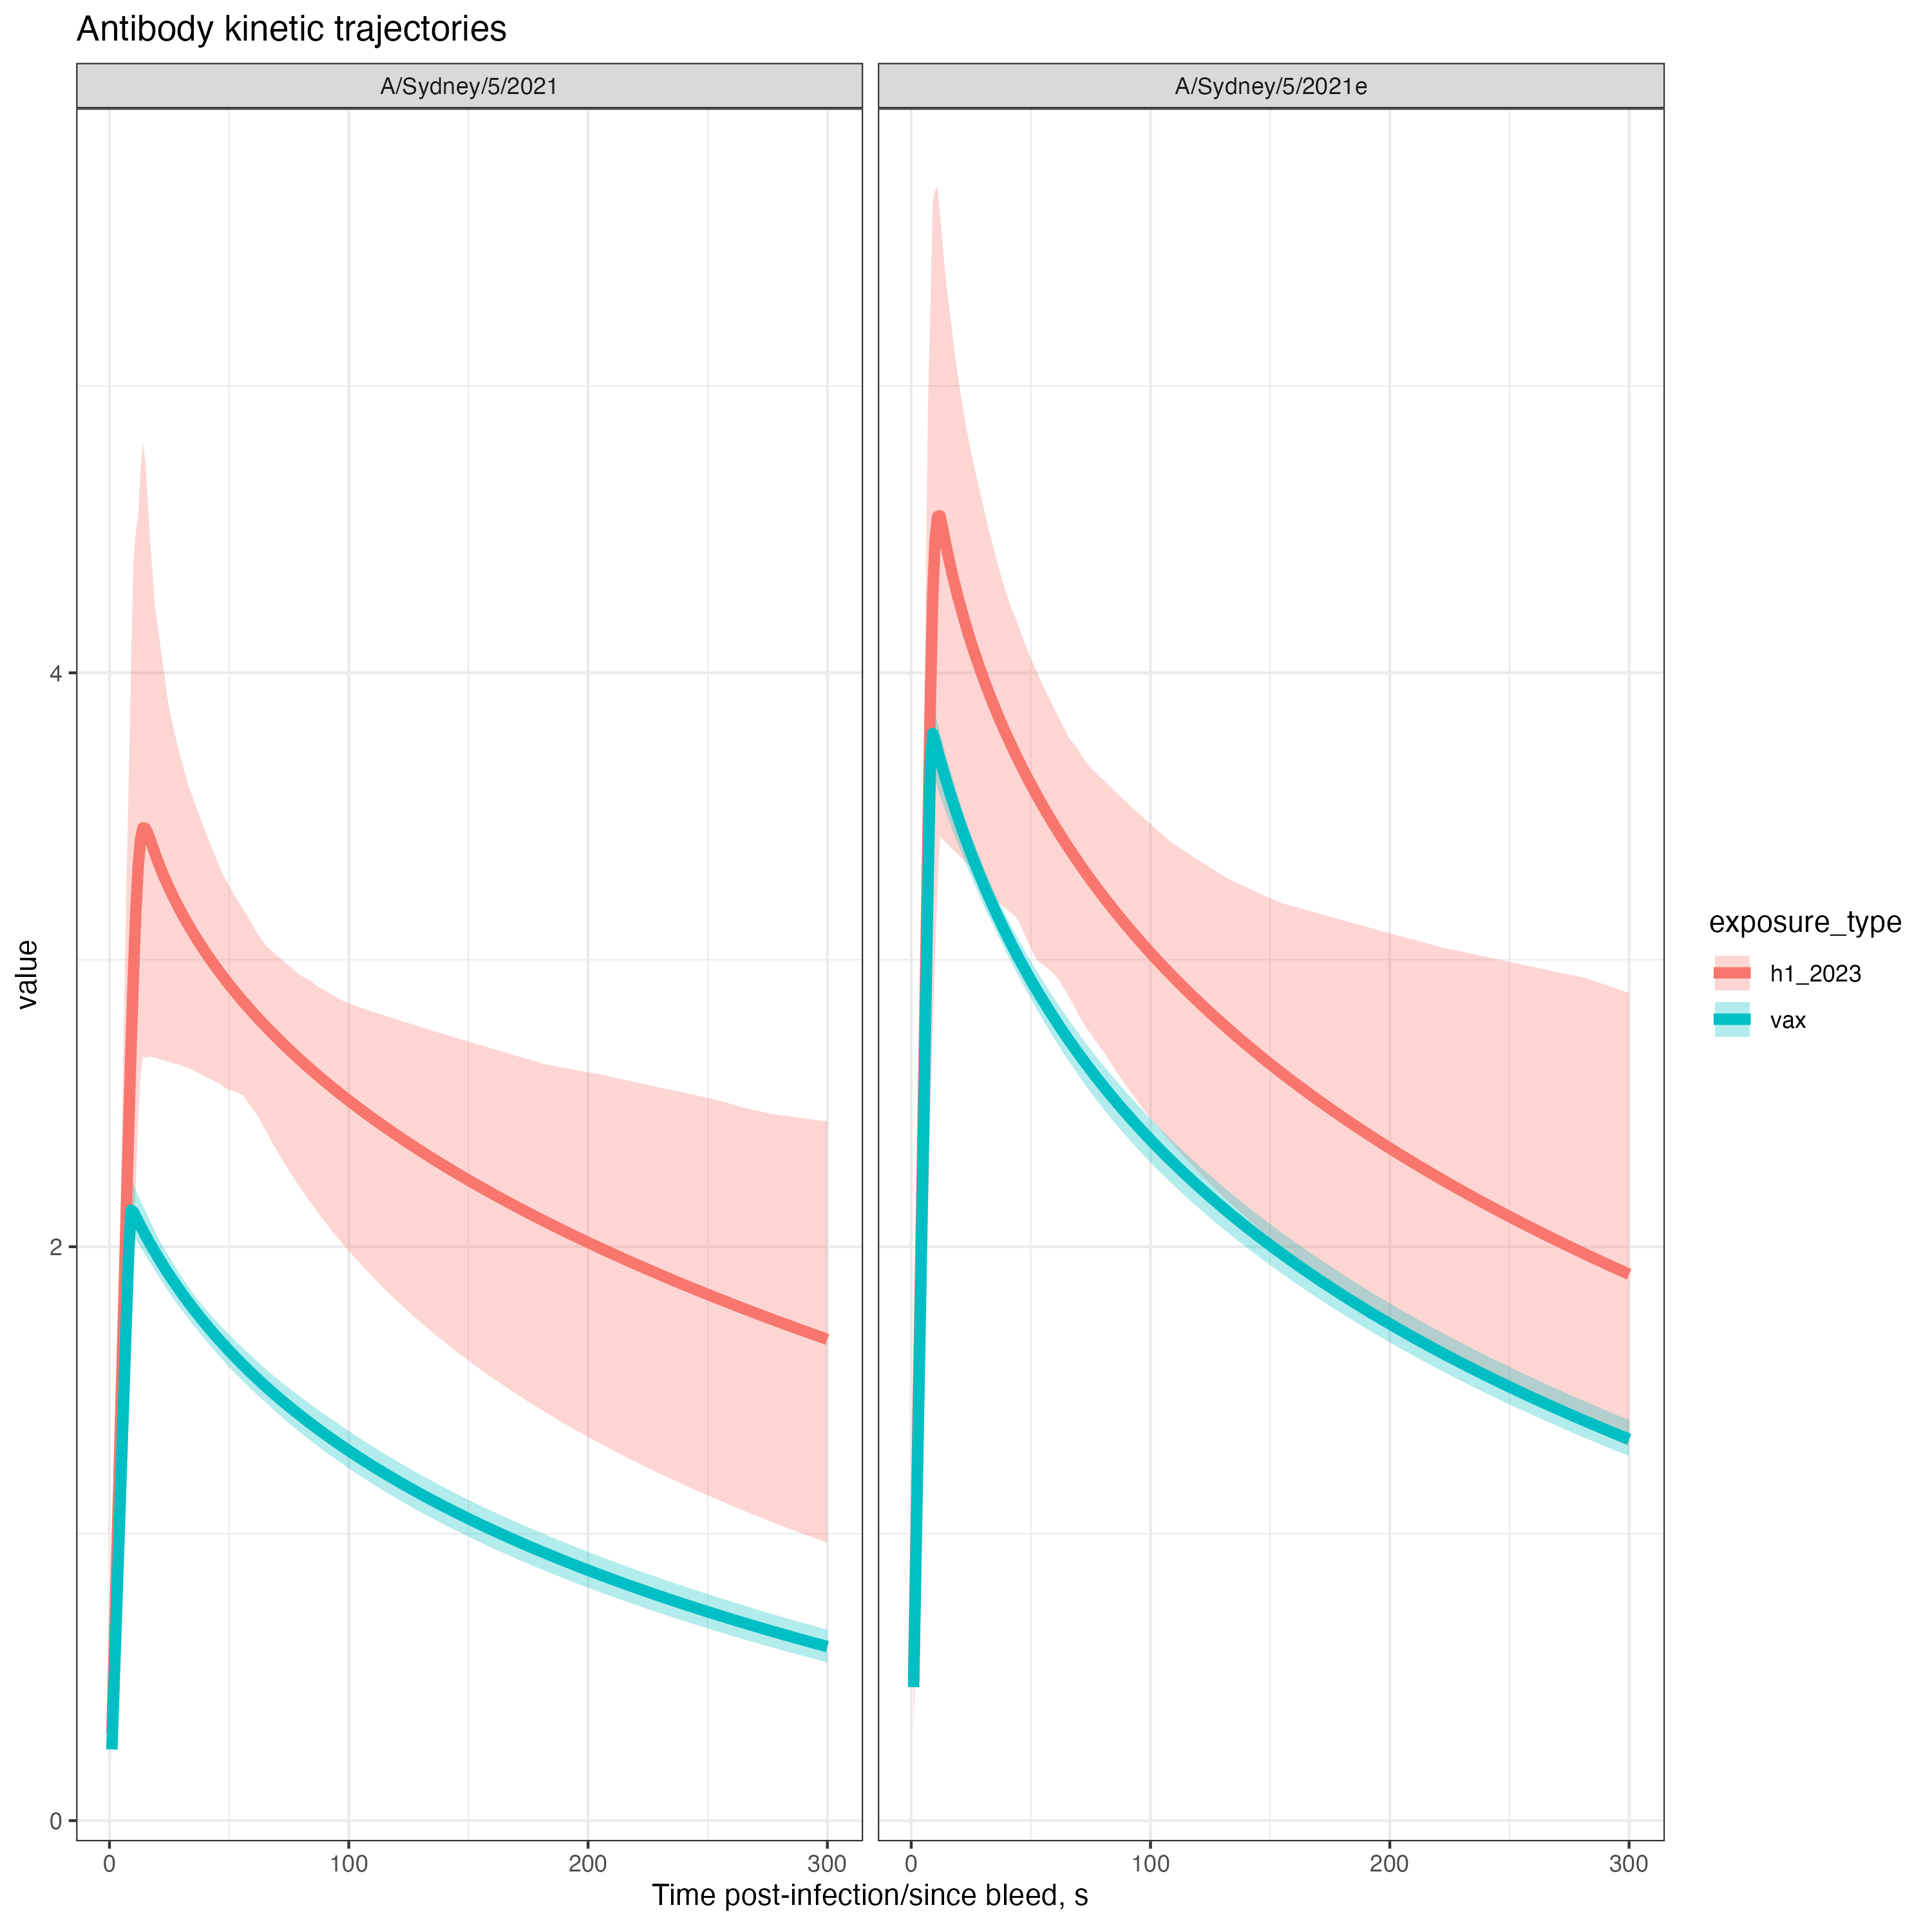 Antibody kinetic trajectories
A/Sydney/5/2021
A/Sydney/5/2021e
value
4
2
0
0
100
200
300
0
100
200
300
Time post-infection/since bleed, s
exposure_type
h1_2023
vax